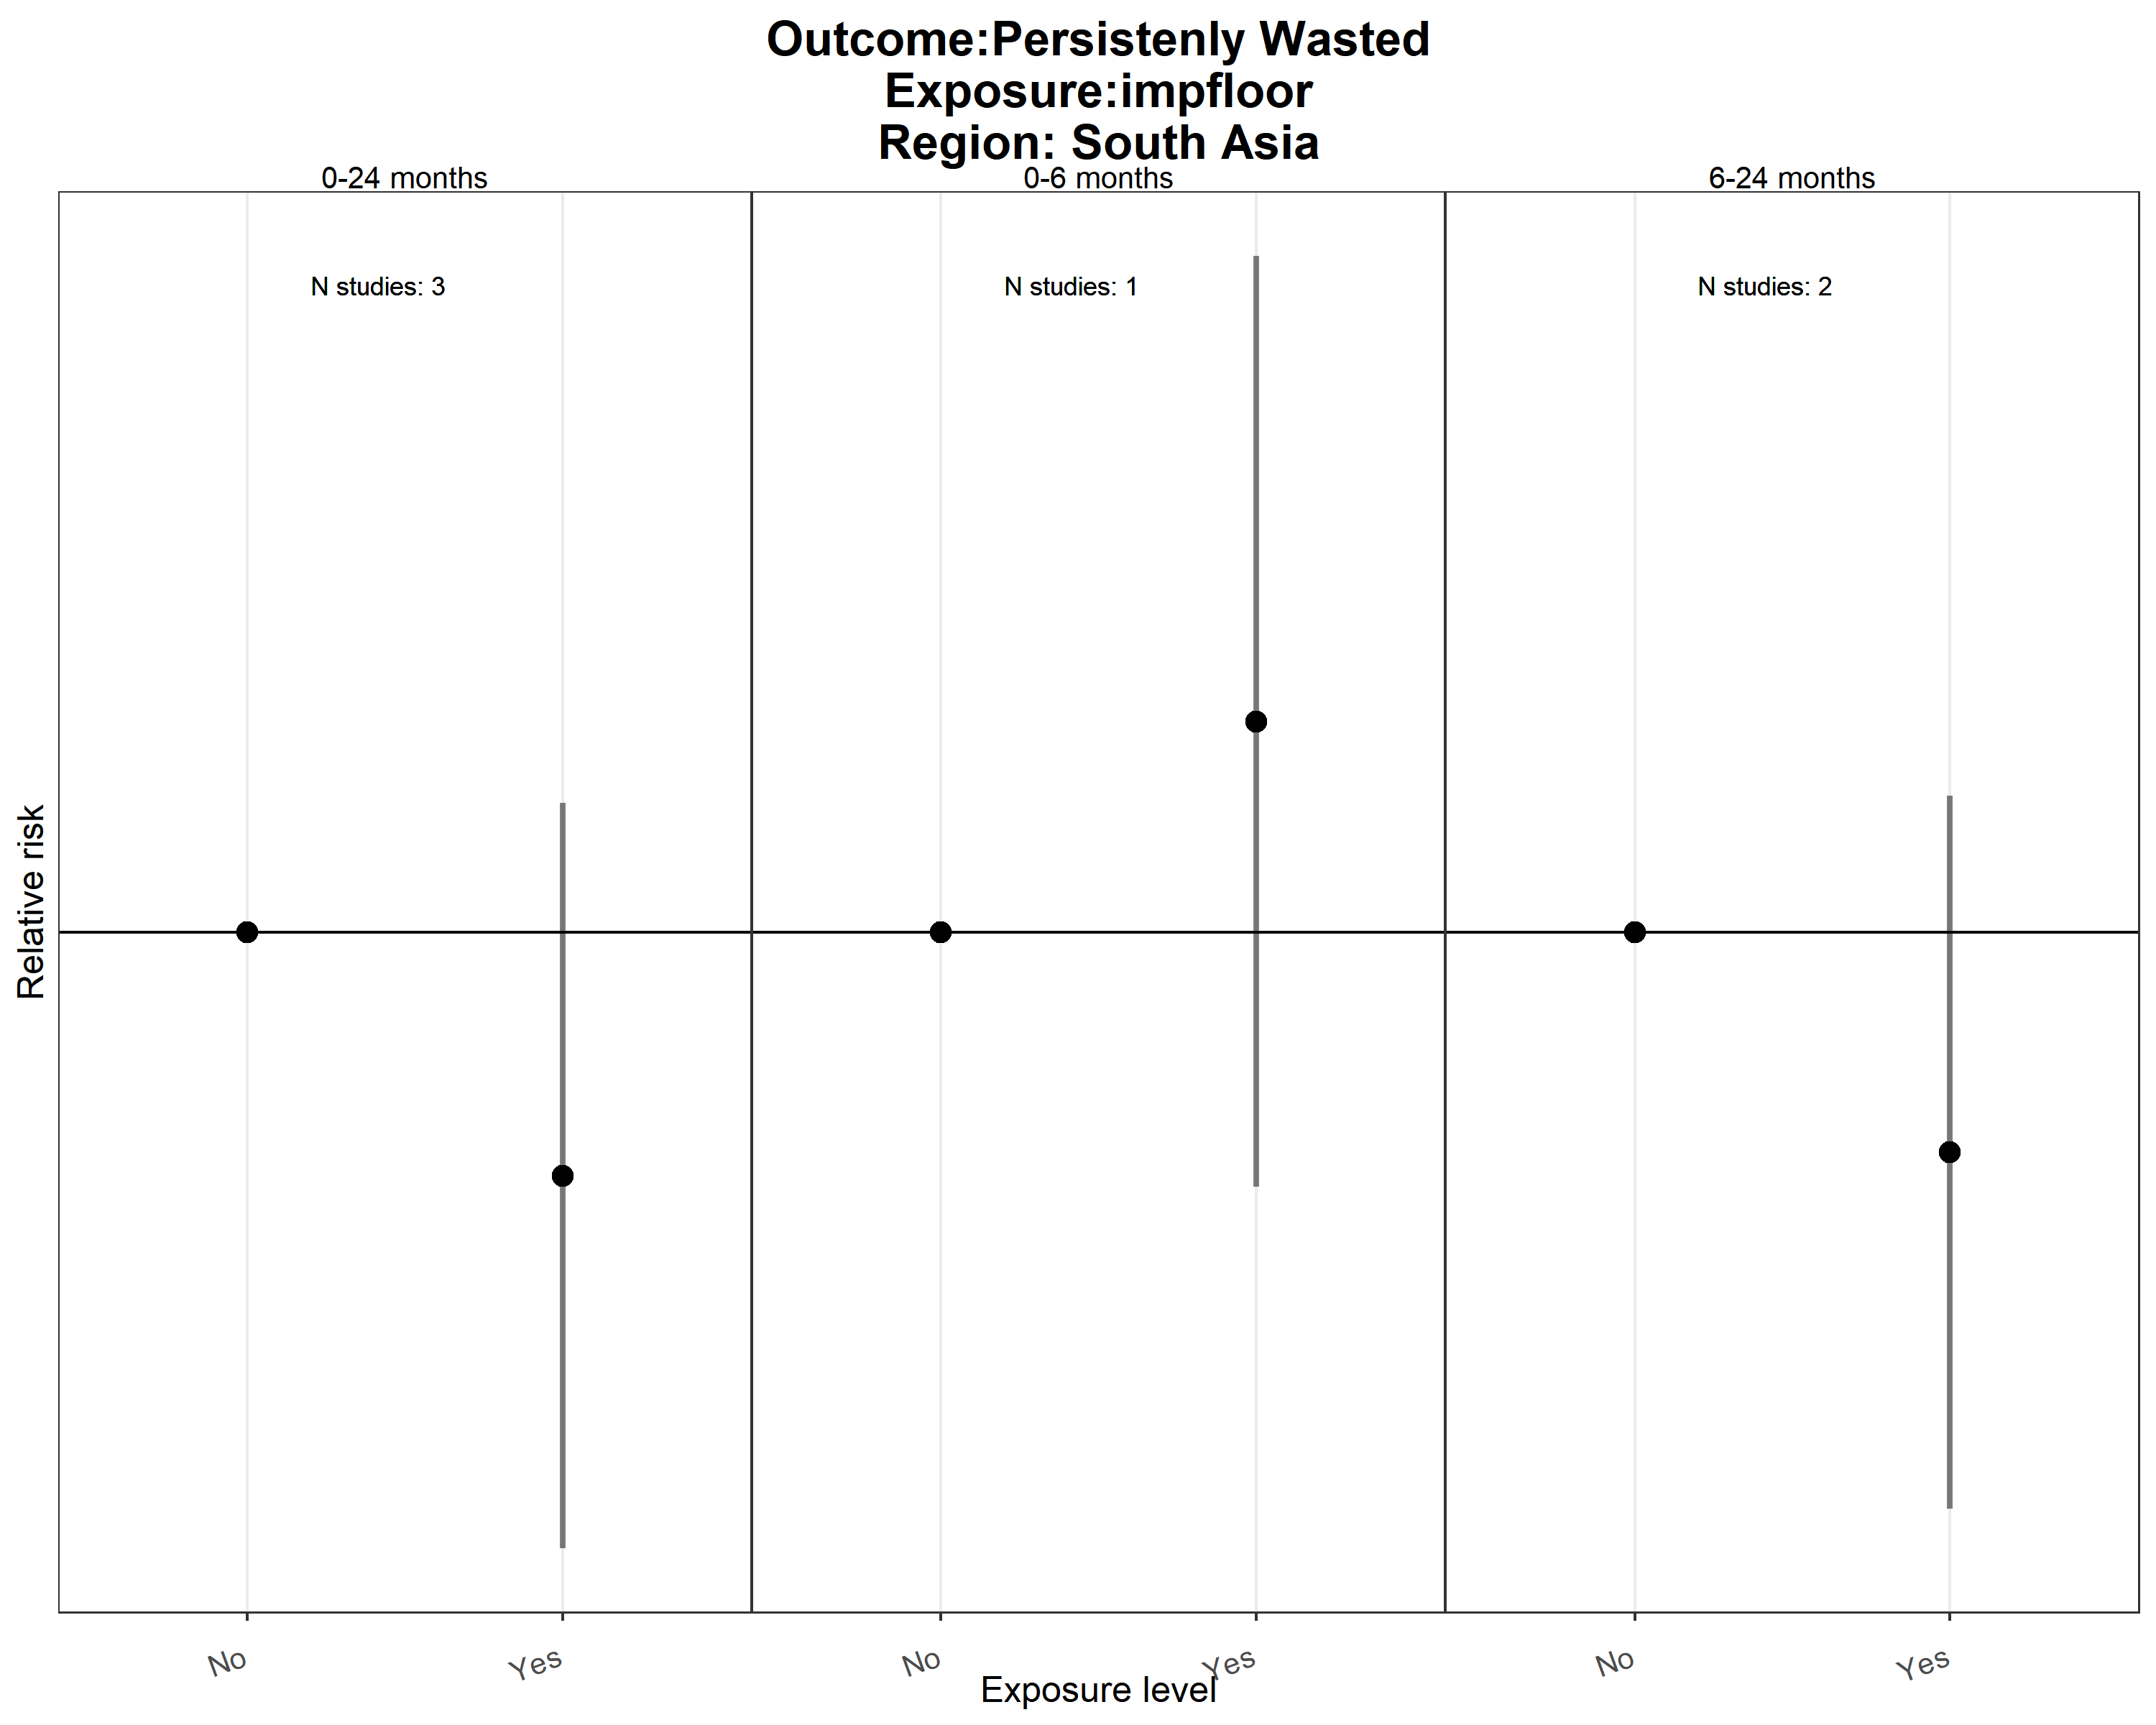 Outcome:Persistenly Wasted
Exposure:impfloor
Region: South Asia
0-24 months
0-6 months
6-24 months
N studies: 3
N studies: 1
N studies: 2
Relative risk
No
Yes
No
Yes
No
Yes
Exposure level